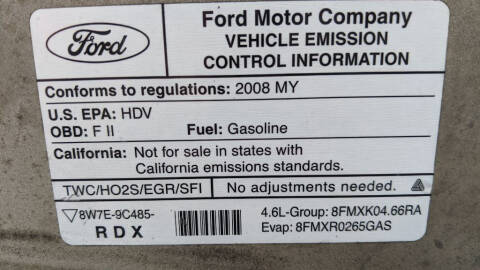 Ford
Ford Motor Company
VEHICLE EMISSION
CONTROL INFORMATION
Conforms to regulations: 2008 MY
U.S. EPA: HDV
OBD: F II Fuel: Gasoline
California: Not for sale in states with
California emissions standards.
TWC/HO2S/EGR/SFI No adjustments needed.
8W7E-9C485-
RDX
4.6L-Group: 8FMXK04.66RA
Evap: 8FMXR0265GAS